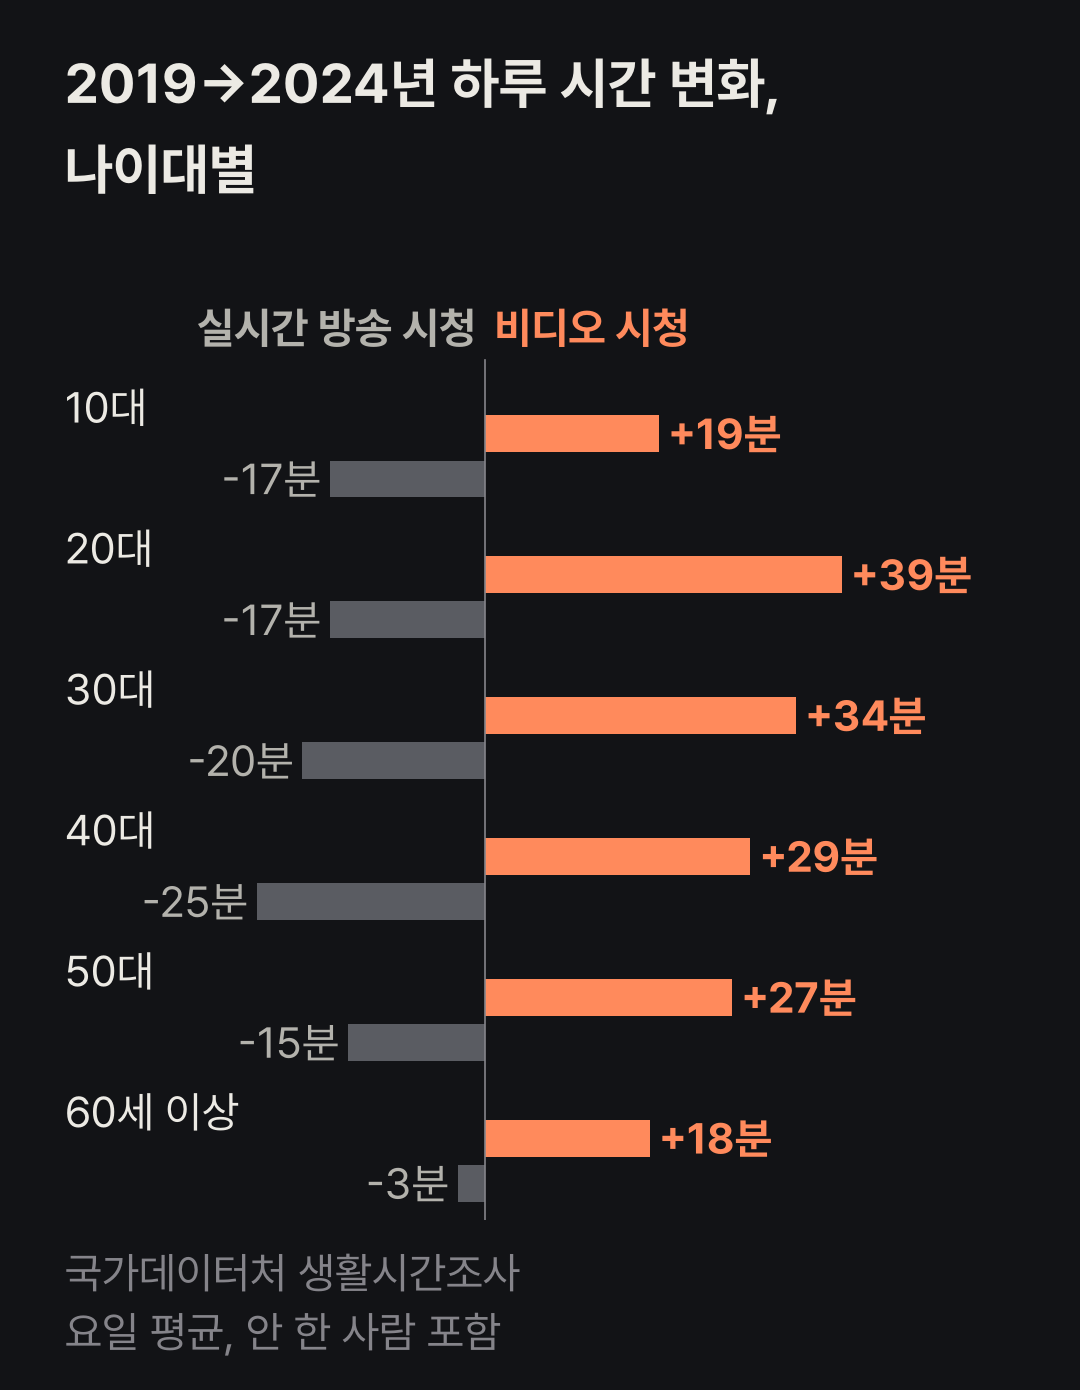 2019→2024년 하루 시간 변화,
나이대별
실시간 방송 시청 비디오 시청
10대
+19분
-17분
20대
+39분
-17분
30대
+34분
-20분
40대
+29분
-25분
50대
+27분
-15분
60세 이상
+18분
-3분
국가데이터처 생활시간조사
요일 평균, 안 한 사람 포함